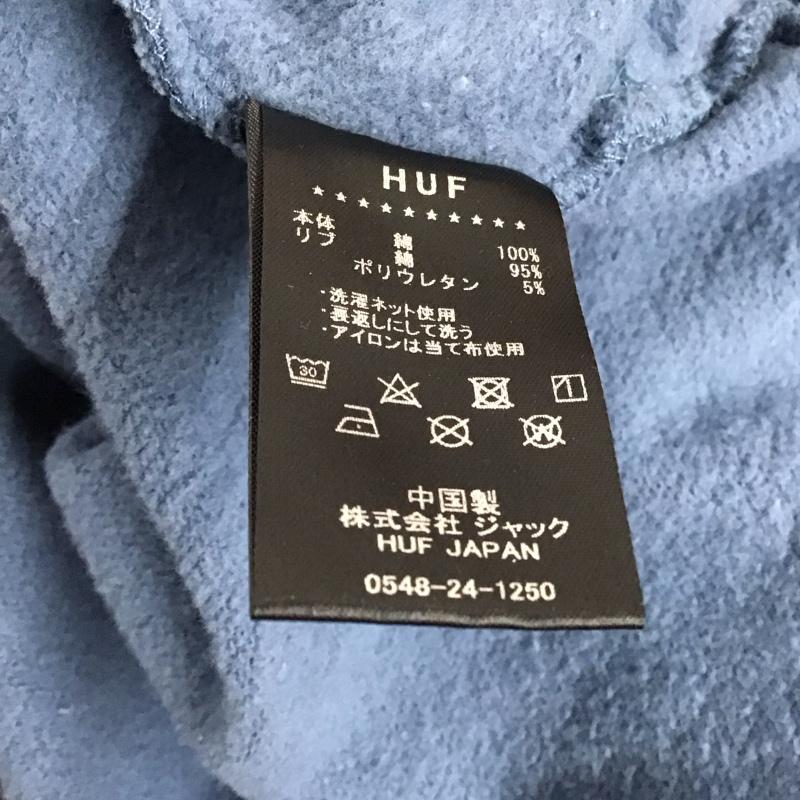 HUF
★★★★★★★★★★
本体 綿 100%
リブ 綿 95%
ポリウレタン 5%
・洗濯ネット使用
・裏返しにして洗う
・アイロンは当て布使用
30
W
中国製
株式会社 ジャック
HUF JAPAN
0548-24-1250